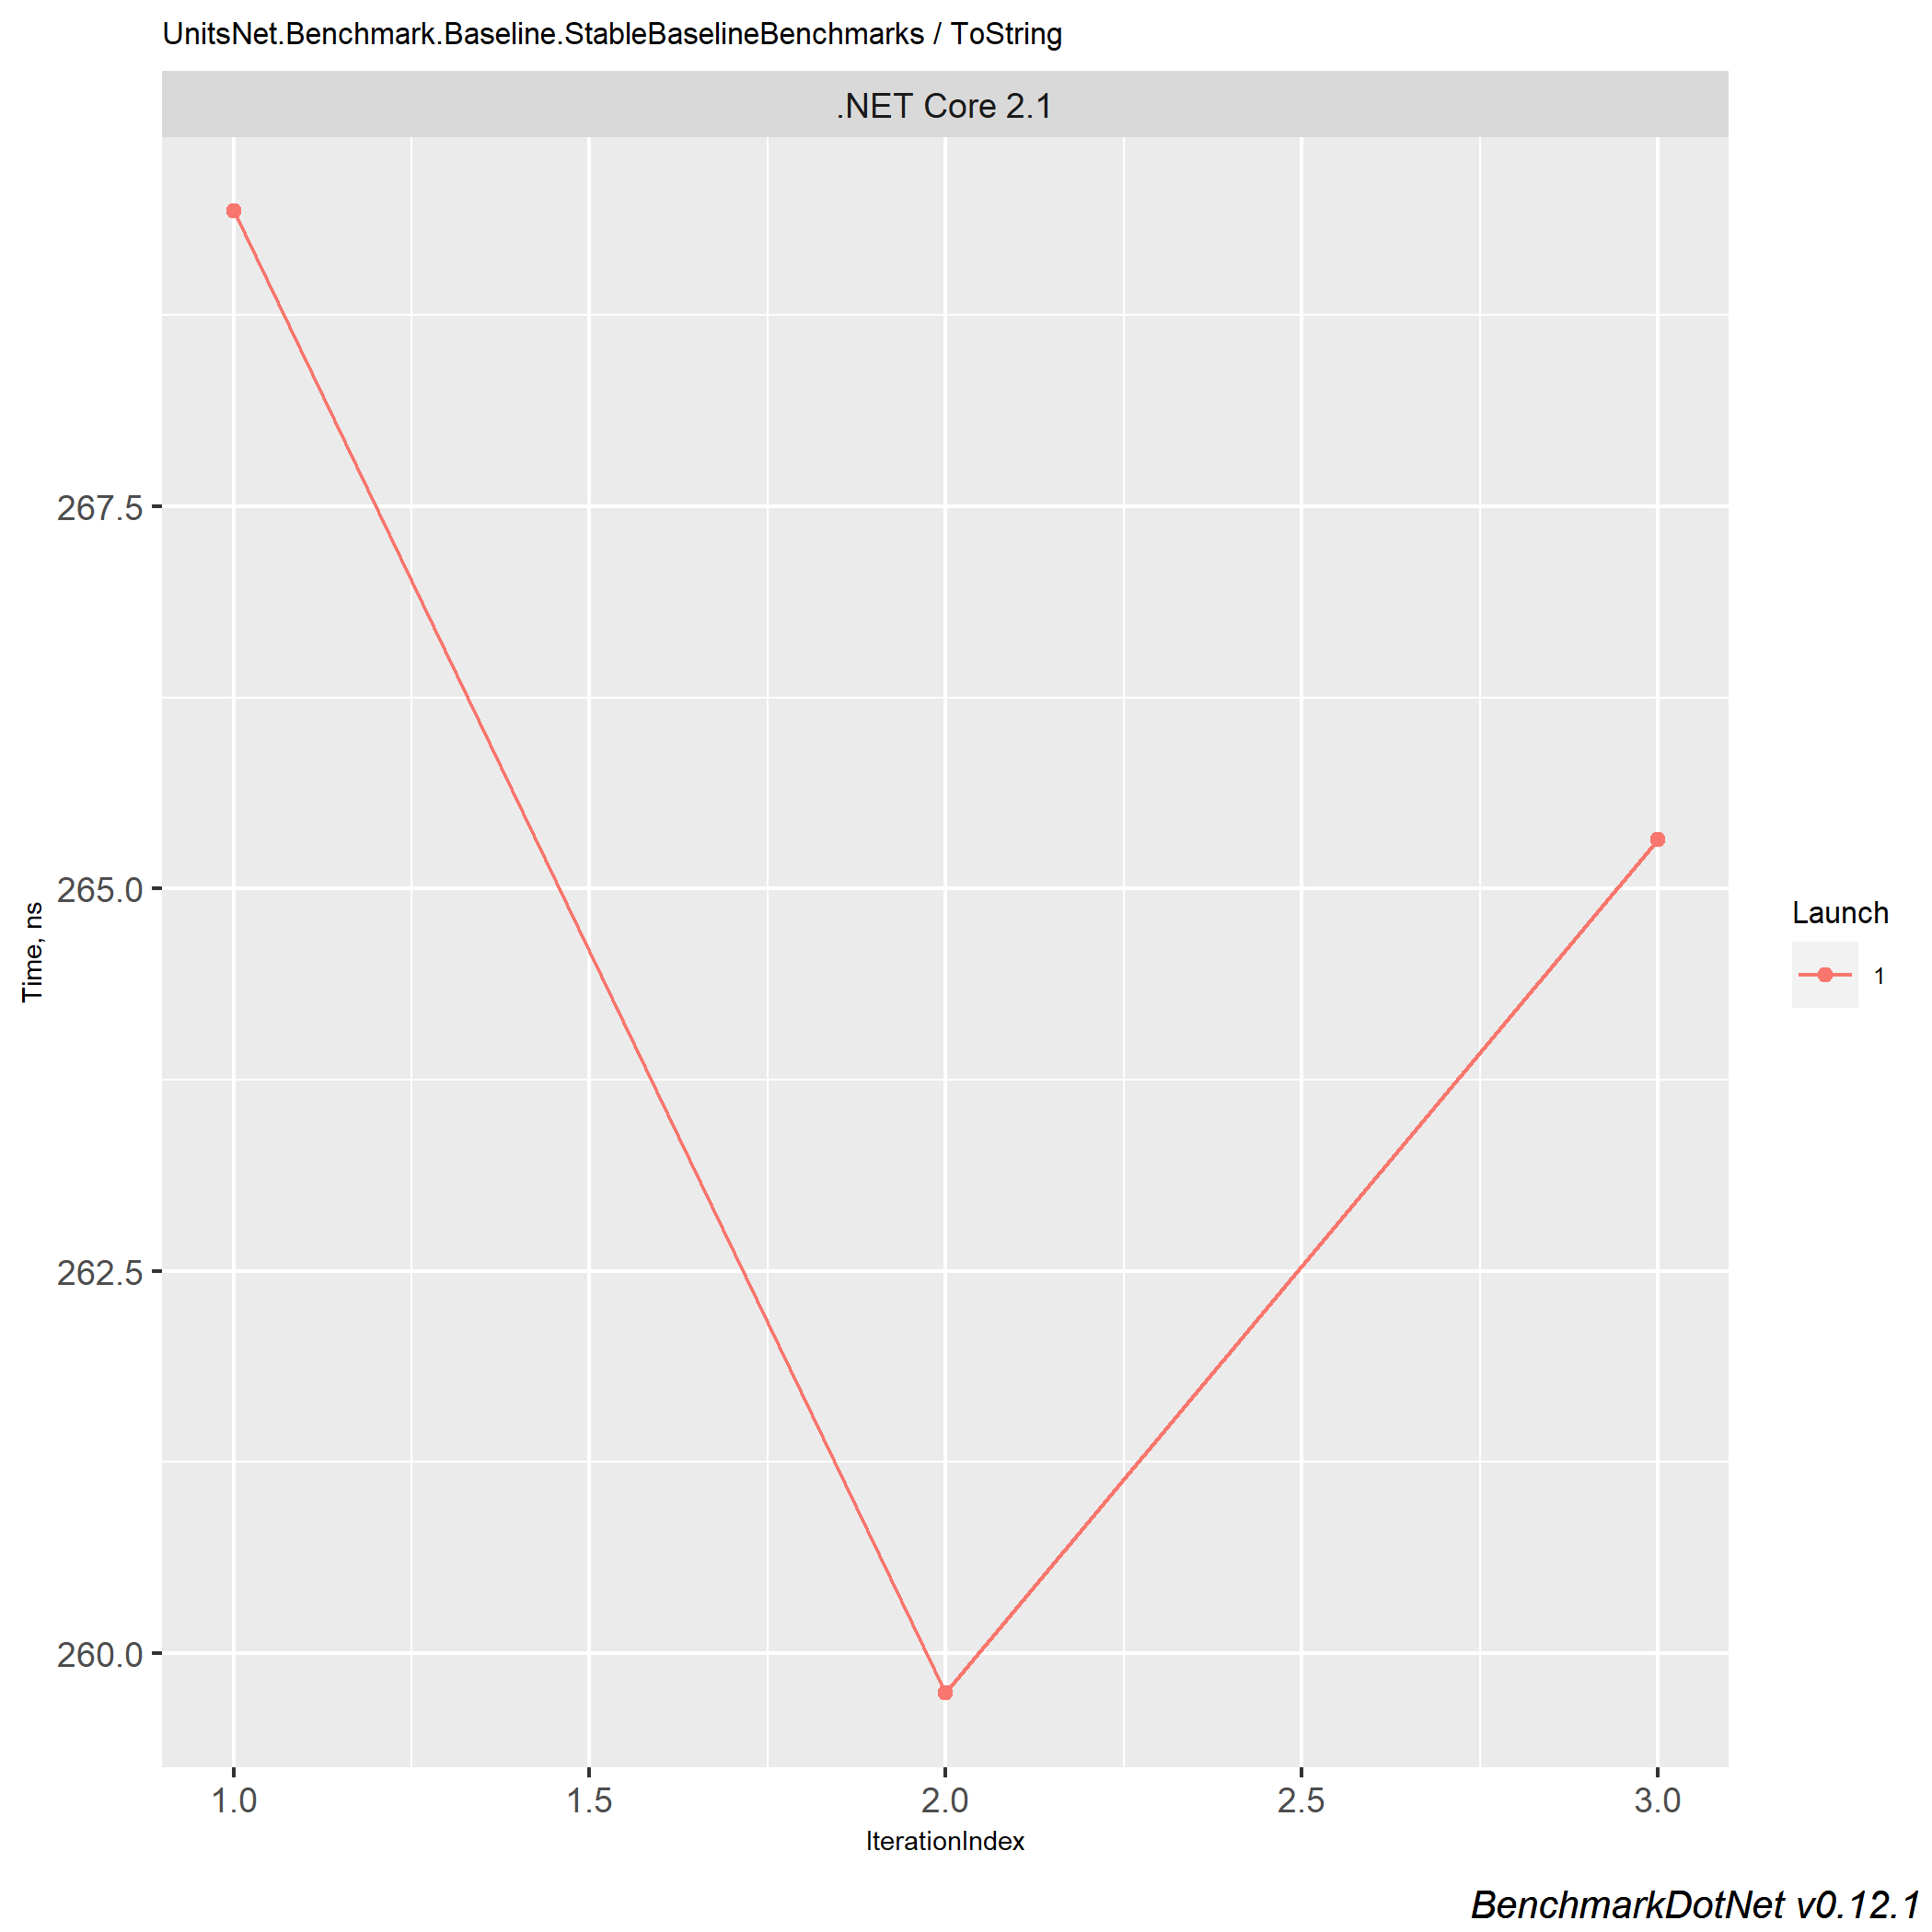 UnitsNet.Benchmark.Baseline.StableBaselineBenchmarks / ToString
.NET Core 2.1
267.5
265.0
262.5
260.0
Time, ns
1.0 1.5 2.0 2.5 3.0
IterationIndex
Launch
1
BenchmarkDotNet v0.12.1